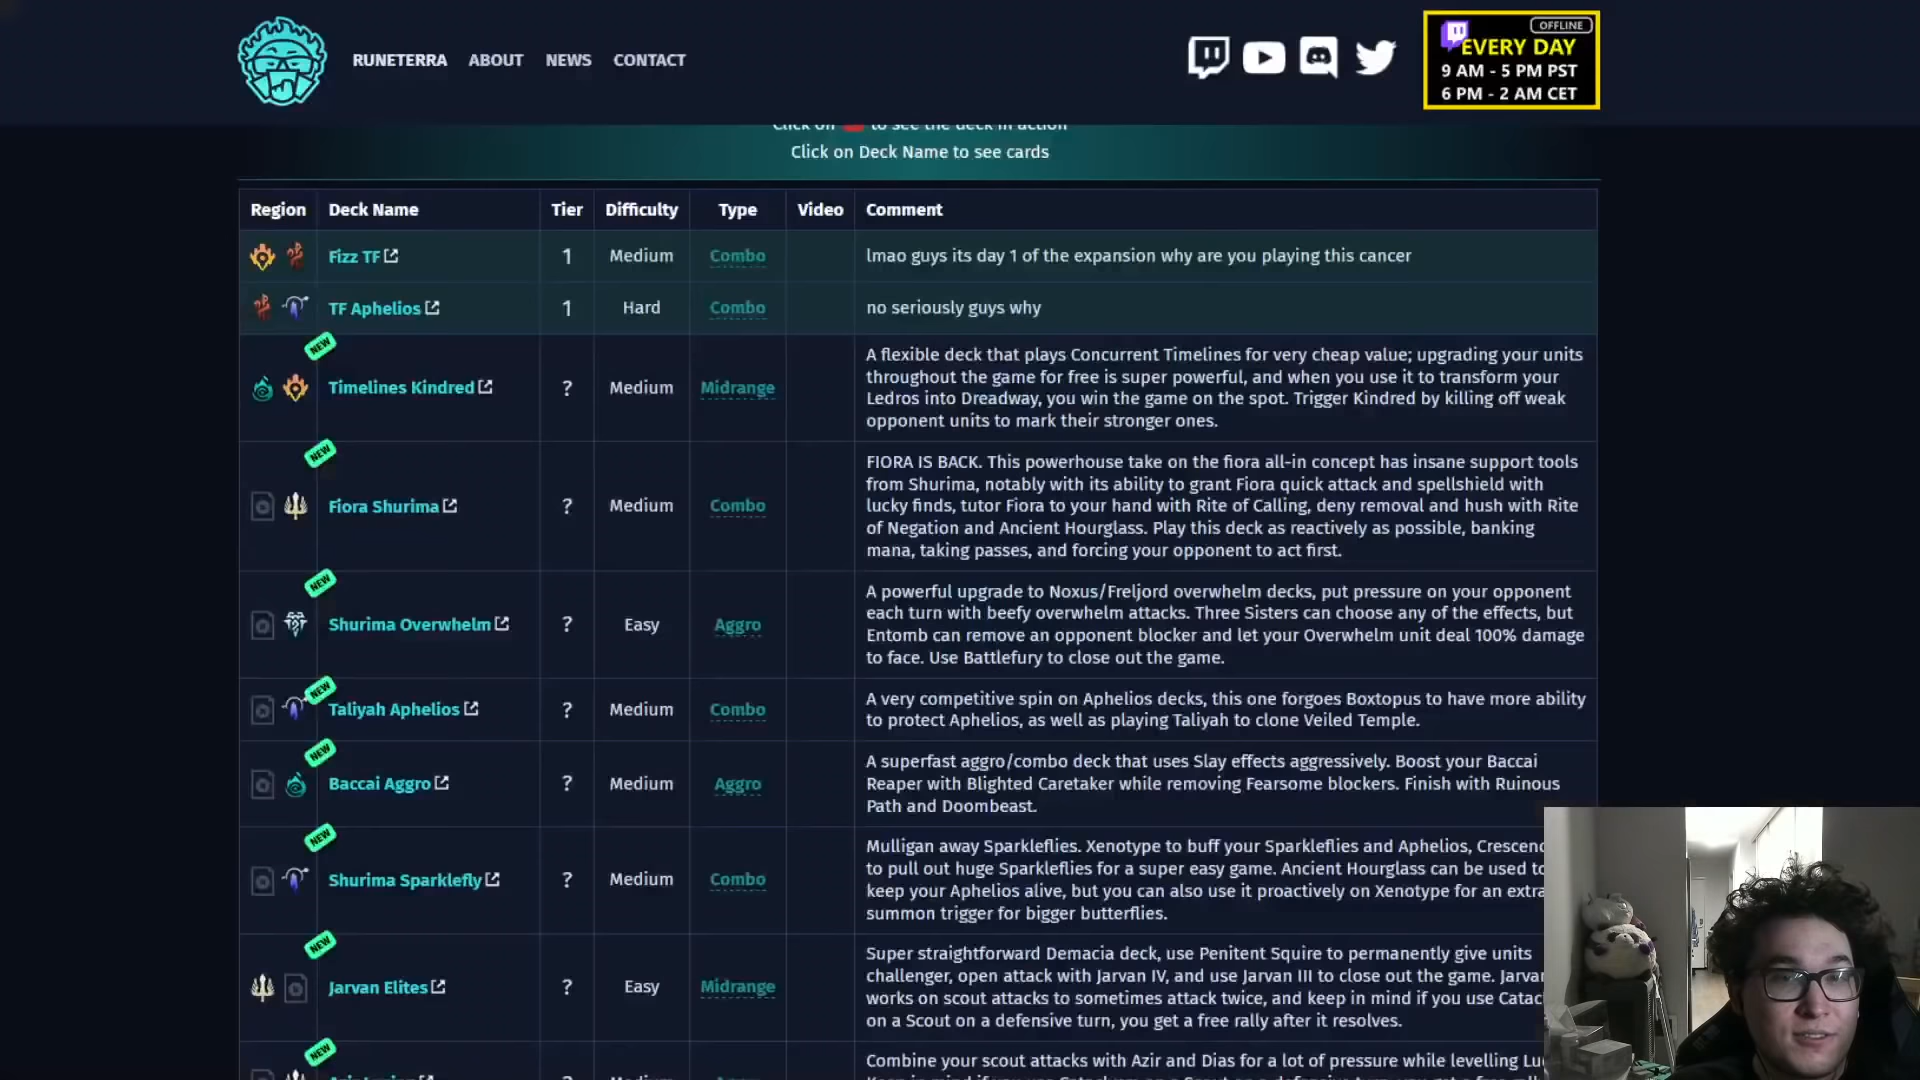 RUNETERRA ABOUT NEWS CONTACT
OFFLINE
EVERY DAY
9 AM - 5 PM PST
6 PM - 2 AM CET
Click on to see the deck in action
Click on Deck Name to see cards
Region Deck Name Tier Difficulty Type Video Comment
Fizz TF 1 Medium Combo lmao guys its day 1 of the expansion why are you playing this cancer
TF Aphelios 1 Hard Combo no seriously guys why
NEW
Timelines Kindred ? Medium Midrange
A flexible deck that plays Concurrent Timelines for very cheap value; upgrading your units
throughout the game for free is super powerful, and when you use it to transform your
Ledros into Dreadway, you win the game on the spot. Trigger Kindred by killing off weak
opponent units to mark their stronger ones.
NEW
Fiora Shurima ? Medium Combo
FIORA IS BACK. This powerhouse take on the fiora all-in concept has insane support tools
from Shurima, notably with its ability to grant Fiora quick attack and spellshield with
lucky finds, tutor Fiora to your hand with Rite of Calling, deny removal and hush with Rite
of Negation and Ancient Hourglass. Play this deck as reactively as possible, banking
mana, taking passes, and forcing your opponent to act first.
NEW
Shurima Overwhelm ? Easy Aggro
A powerful upgrade to Noxus/Freljord overwhelm decks, put pressure on your opponent
each turn with beefy overwhelm attacks. Three Sisters can choose any of the effects, but
Entomb can remove an opponent blocker and let your Overwhelm unit deal 100% damage
to face. Use Battlefury to close out the game.
NEW
Taliyah Aphelios ? Medium Combo
A very competitive spin on Aphelios decks, this one forgoes Boxtopus to have more ability
to protect Aphelios, as well as playing Taliyah to clone Veiled Temple.
NEW
Baccai Aggro ? Medium Aggro
A superfast aggro/combo deck that uses Slay effects aggressively. Boost your Baccai
Reaper with Blighted Caretaker while removing Fearsome blockers. Finish with Ruinous
Path and Doombeast.
NEW
Shurima Sparklefly ? Medium Combo
Mulligan away Sparkleflies. Xenotype to buff your Sparkleflies and Aphelios, Crescen
to pull out huge Sparkleflies for a super easy game. Ancient Hourglass can be used to
keep your Aphelios alive, but you can also use it proactively on Xenotype for an extra
summon trigger for bigger butterflies.
NEW
Jarvan Elites ? Easy Midrange
Super straightforward Demacia deck, use Penitent Squire to permanently give units
challenger, open attack with Jarvan IV, and use Jarvan III to close out the game. Jarvan
works on scout attacks to sometimes attack twice, and keep in mind if you use Catac
on a Scout on a defensive turn, you get a free rally after it resolves.
NEW
Combine your scout attacks with Azir and Dias for a lot of pressure while levelling Lu